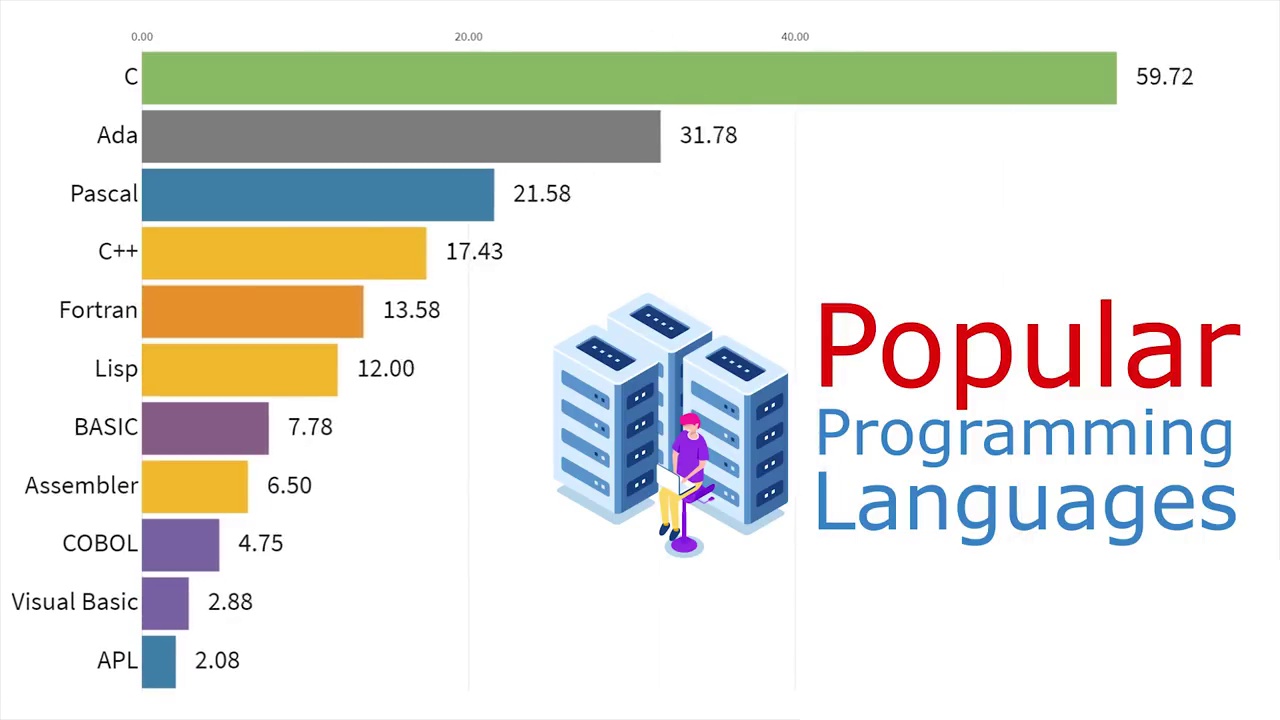 0.00 20.00 40.00
C 59.72
Ada 31.78
Pascal 21.58
C++ 17.43
Fortran 13.58
Lisp 12.00
BASIC 7.78
Assembler 6.50
COBOL 4.75
Visual Basic 2.88
APL 2.08
Popular
Programming
Languages